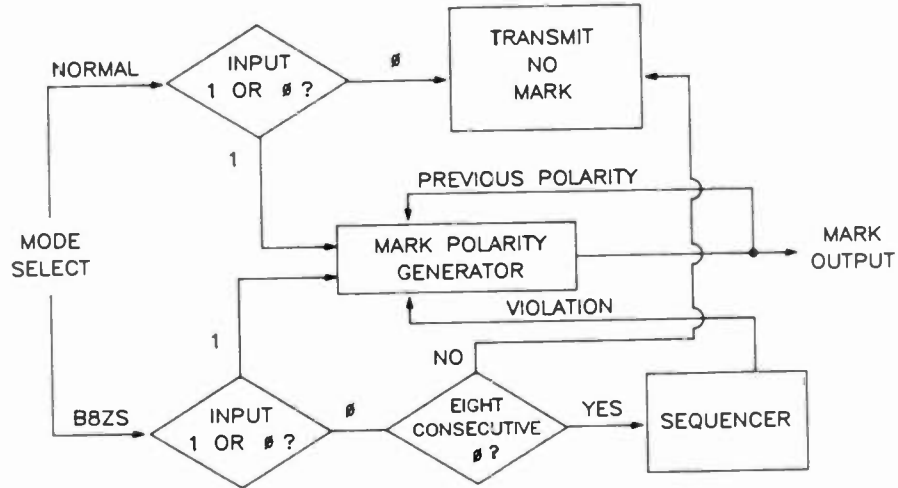 TRANSMIT
NO
MARK
NORMAL
INPUT
1 OR Ø ?
Ø
1
PREVIOUS POLARITY
MODE
SELECT
MARK POLARITY
GENERATOR
MARK
OUTPUT
VIOLATION
1
NO
B8ZS
INPUT
1 OR Ø ?
Ø
EIGHT
CONSECUTIVE
Ø ?
YES
SEQUENCER